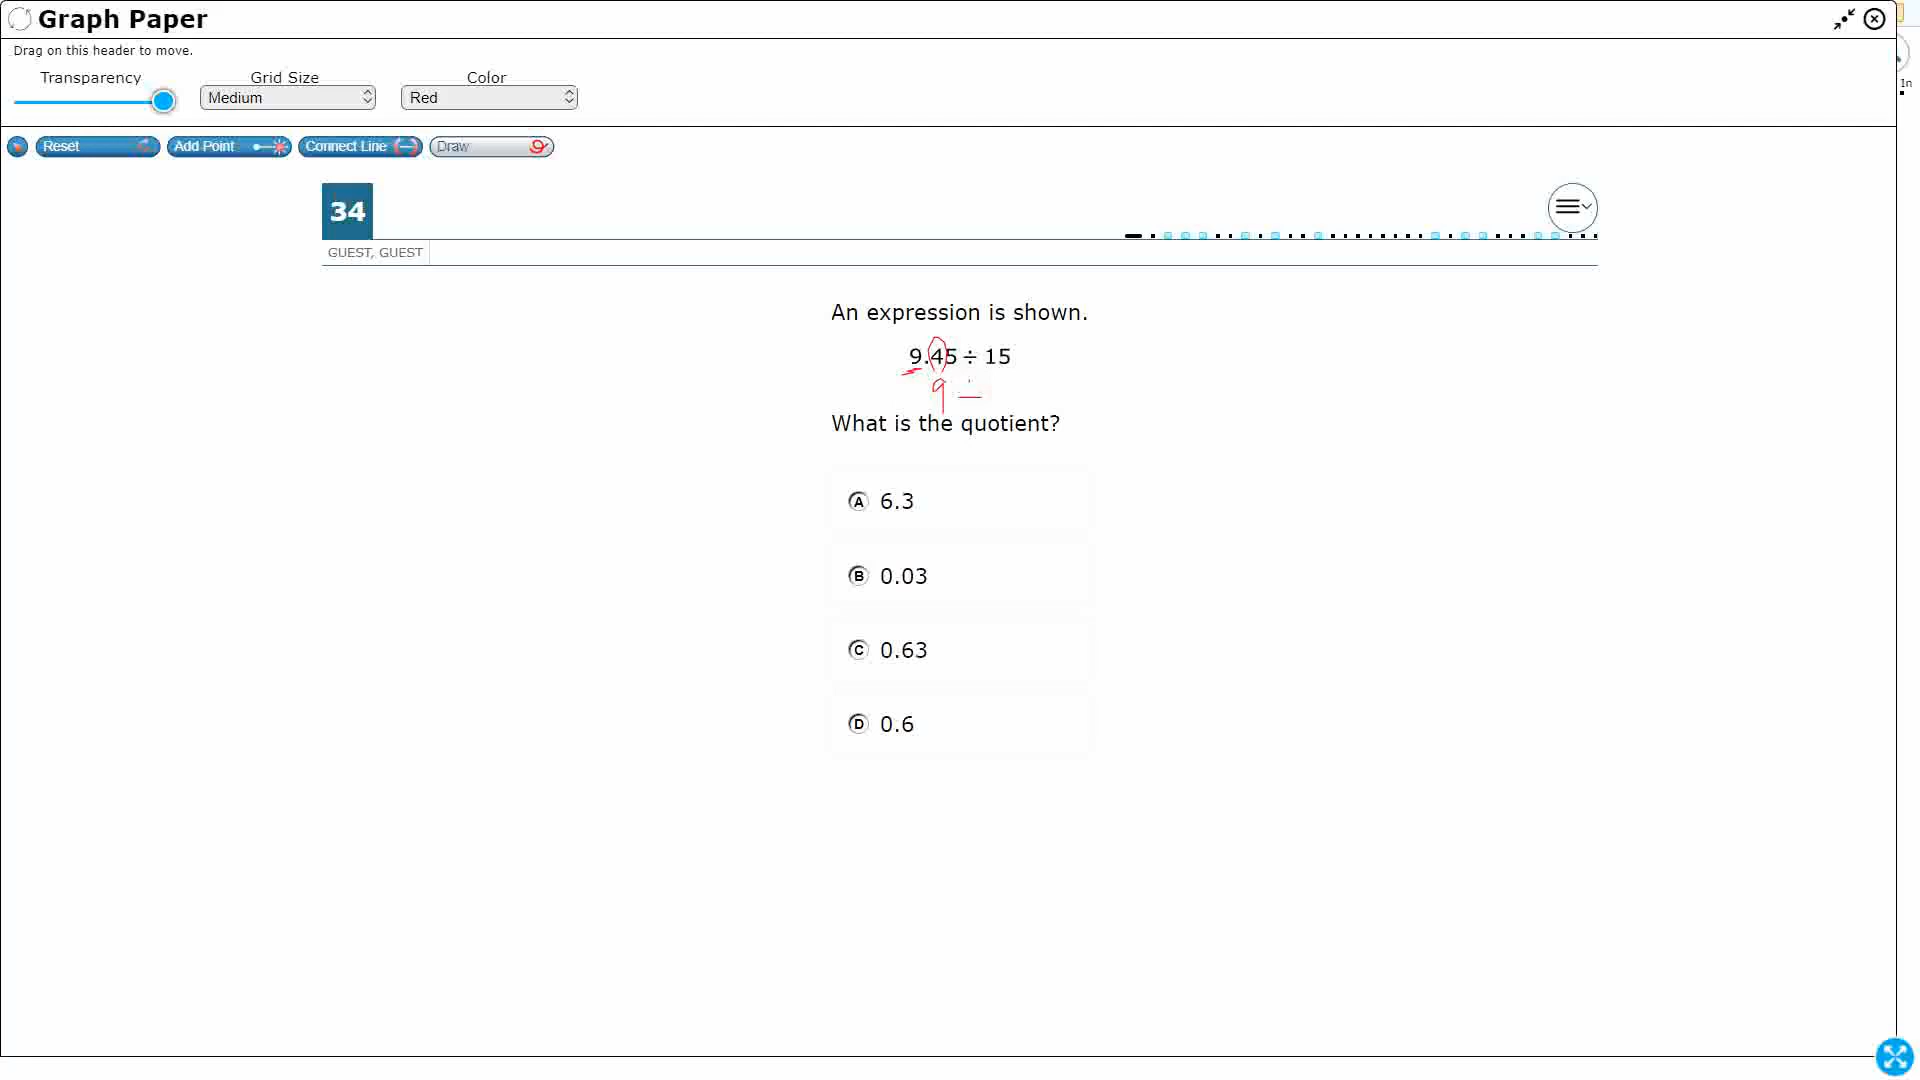 Graph Paper
Drag on this header to move.
Transparency Grid Size Color
Medium Red
Reset Add Point Connect Line Draw
In
34
GUEST, GUEST
An expression is shown.
9.45 ÷ 15
9 ÷
What is the quotient?
A 6.3
B 0.03
C 0.63
D 0.6